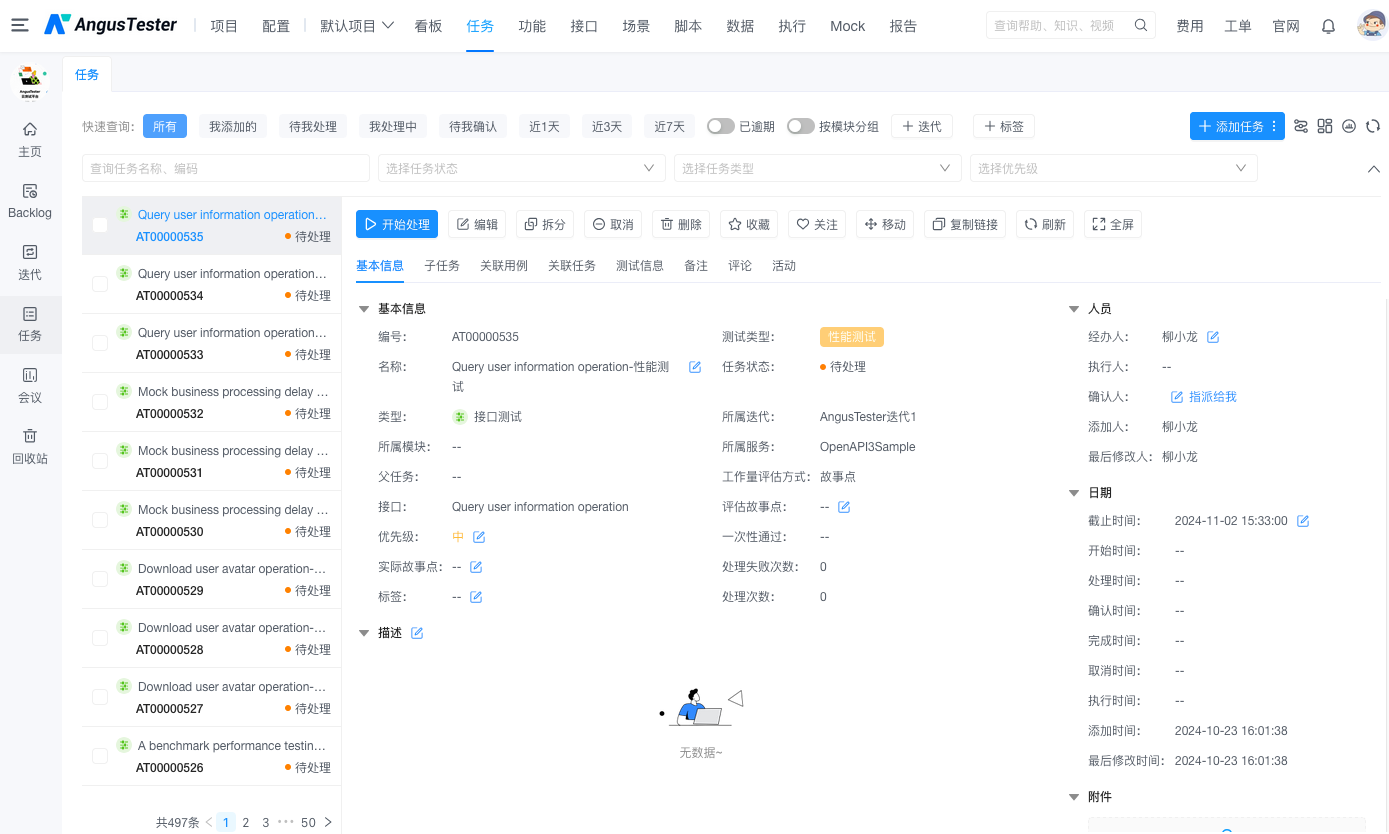 AngusTester
项目 配置 默认项目 看板 任务 功能 接口 场景 脚本 数据 执行 Mock 报告 查询帮助、知识、视频 费用 工单 官网
任务
主页
Backlog
迭代
任务
会议
回收站
快速查询: 所有 我添加的 待我处理 我处理中 待我确认 近1天 近3天 近7天 已逾期 按模块分组 迭代 标签 添加任务
查询任务名称、编码 选择任务状态 选择任务类型 选择优先级
Query user information operation...
AT00000535 待处理
Query user information operation...
AT00000534 待处理
Query user information operation...
AT00000533 待处理
Mock business processing delay ...
AT00000532 待处理
Mock business processing delay ...
AT00000531 待处理
Mock business processing delay ...
AT00000530 待处理
Download user avatar operation-...
AT00000529 待处理
Download user avatar operation-...
AT00000528 待处理
Download user avatar operation-...
AT00000527 待处理
A benchmark performance testin...
AT00000526 待处理
共497条 1 2 3 ••• 50
开始处理 编辑 拆分 取消 删除 收藏 关注 移动 复制链接 刷新 全屏
基本信息 子任务 关联用例 关联任务 测试信息 备注 评论 活动
基本信息
编号: AT00000535 测试类型: 性能测试
名称: Query user information operation-性能测 任务状态: 待处理
试
类型: 接口测试 所属迭代: AngusTester迭代1
所属模块: -- 所属服务: OpenAPI3Sample
父任务: -- 工作量评估方式: 故事点
接口: Query user information operation 评估故事点: --
优先级: 中 一次性通过: --
实际故事点: -- 处理失败次数: 0
标签: -- 处理次数: 0
描述
无数据~
人员
经办人: 柳小龙
执行人: --
确认人: 指派给我
添加人: 柳小龙
最后修改人: 柳小龙
日期
截止时间: 2024-11-02 15:33:00
开始时间: --
处理时间: --
确认时间: --
完成时间: --
取消时间: --
执行时间: --
添加时间: 2024-10-23 16:01:38
最后修改时间: 2024-10-23 16:01:38
附件